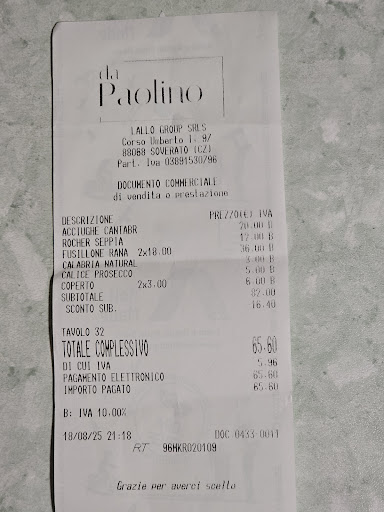 da
Paolino
LALLO GROUP SRLS
Corso Umberto I, 97
88068 SOVERATO (CZ)
Part. Iva 03891530796
DOCUMENTO COMMERCIALE
di vendita o prestazione
DESCRIZIONE PREZZO(€) IVA
ACCIUGHE CANTABR 20.00 B
ROCHER SEPPIA 12.00 B
FUSILLONE RANA 2x18.00 36.00 B
CALABRIA NATURAL 3.00 B
CALICE PROSECCO 5.00 B
COPERTO 2x3.00 6.00 B
SUBTOTALE 82.00
SCONTO SUB. 16.40
TAVOLO 32
TOTALE COMPLESSIVO 65.60
DI CUI IVA 5.96
PAGAMENTO ELETTRONICO 65.60
IMPORTO PAGATO 65.60
B: IVA 10.00%
18/08/25 21:18 DOC 0433-0041
RT 96MKR020109
Grazie per averci scelto